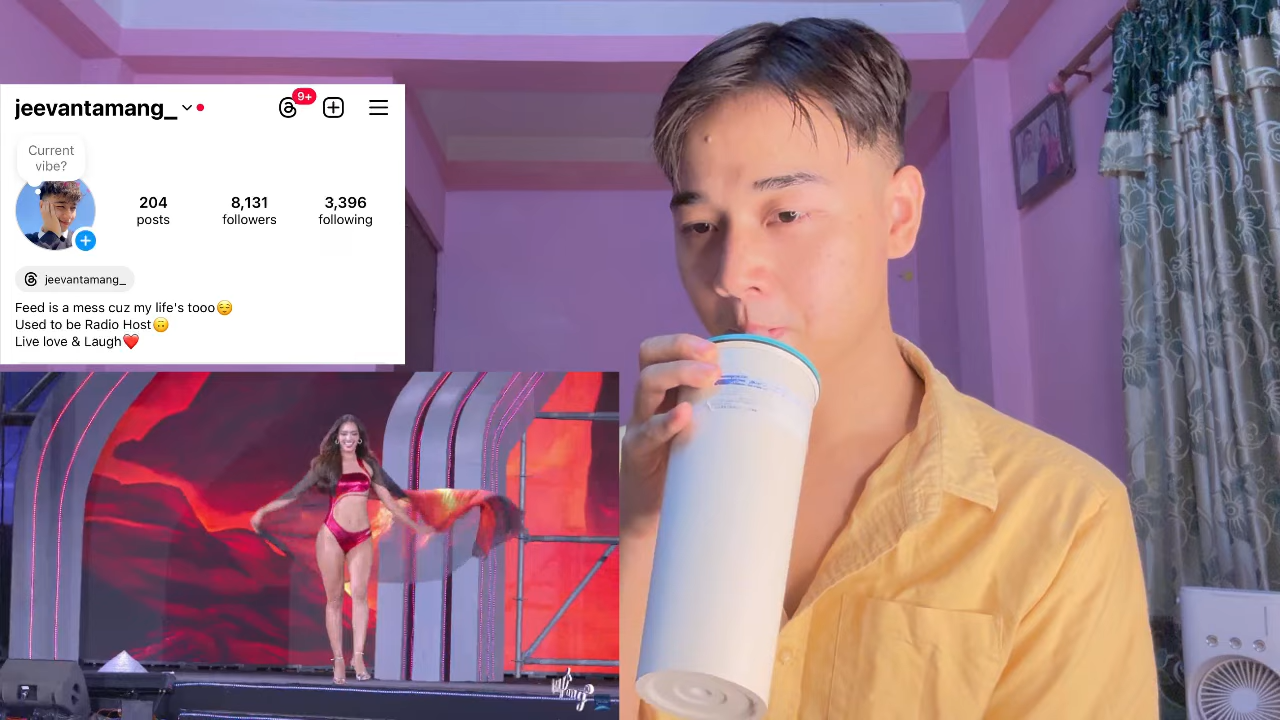 jeevantamang_
9+
Current
vibe?
204
posts
8,131
followers
3,396
following
jeevantamang_
Feed is a mess cuz my life's tooo😌
Used to be Radio Host🙃
Live love & Laugh❤️